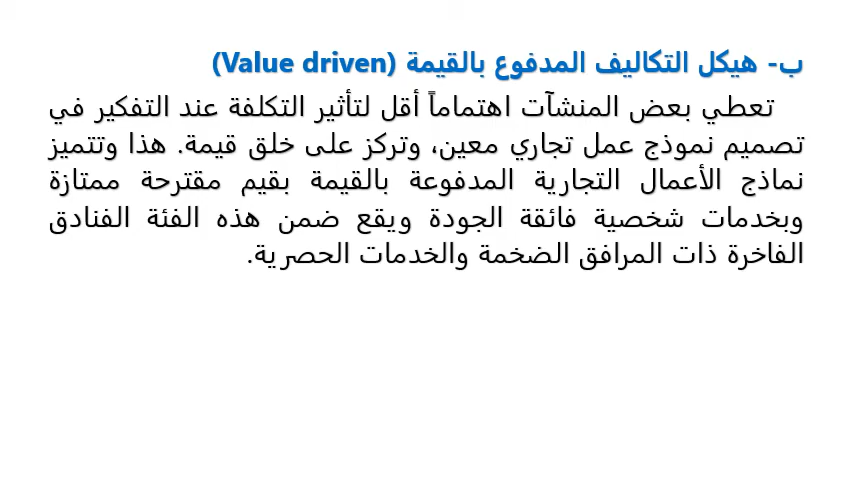 ب- هيكل التكاليف المدفوع بالقيمة (Value driven)
تعطي بعض المنشآت اهتماماً أقل لتأثير التكلفة عند التفكير في
تصميم نموذج عمل تجاري معين، وتركز على خلق قيمة. هذا وتتميز
نماذج الأعمال التجارية المدفوعة بالقيمة بقيم مقترحة ممتازة
وبخدمات شخصية فائقة الجودة ويقع ضمن هذه الفئة الفنادق
الفاخرة ذات المرافق الضخمة والخدمات الحصرية.